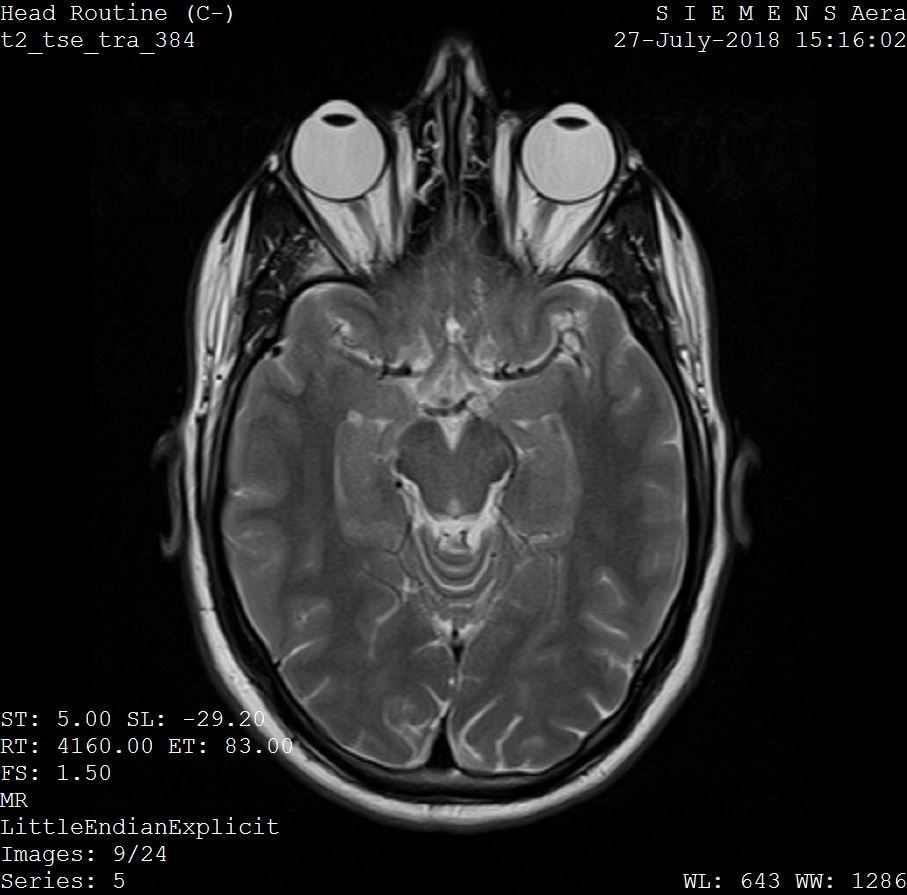 Head Routine (C-)
t2_tse_tra_384
S I E M E N S Aera
27-July-2018 15:16:02
ST: 5.00 SL: -29.20
RT: 4160.00 ET: 83.00
FS: 1.50
MR
LittleEndianExplicit
Images: 9/24
Series: 5
WL: 643 WW: 1286